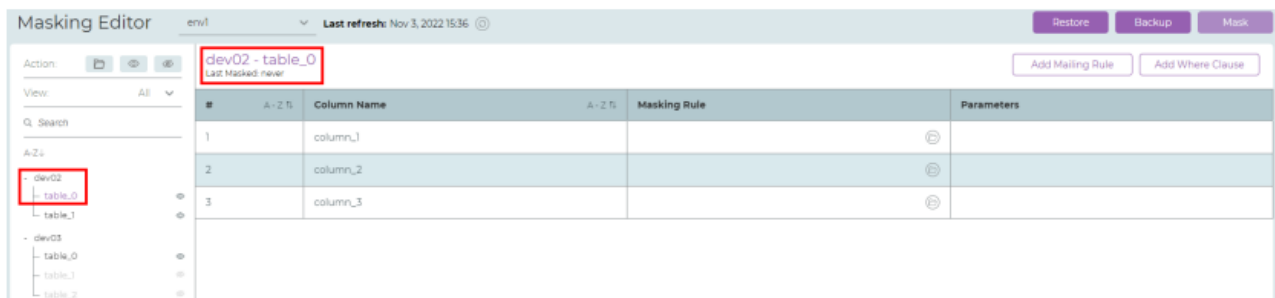 Masking Editor
env1
Last refresh: Nov 3, 2022 15:36
Restore
Backup
Mask
Action:
View:
All
Search
A-Z
- dev02
table_0
table_1
- dev03
table_0
table_1
table_2
dev02 - table_0
Last Masked: never
Add Mailing Rule
Add Where Clause
# A-Z Column Name A-Z Masking Rule Parameters
1 column_1
2 column_2
3 column_3